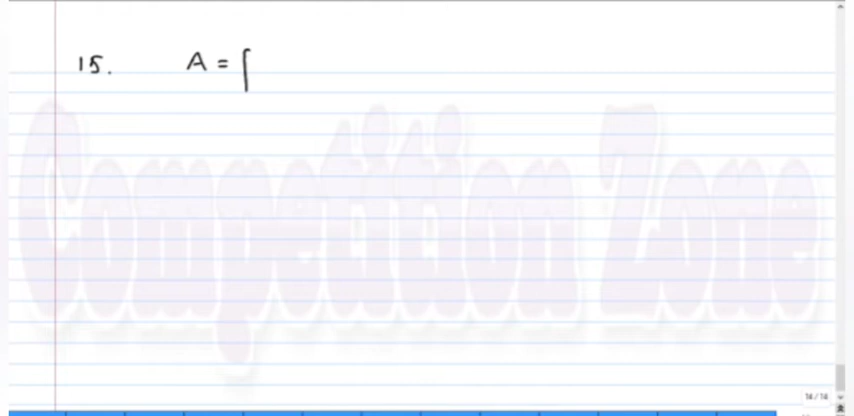 15. A = [
Competition Zone
14 / 14